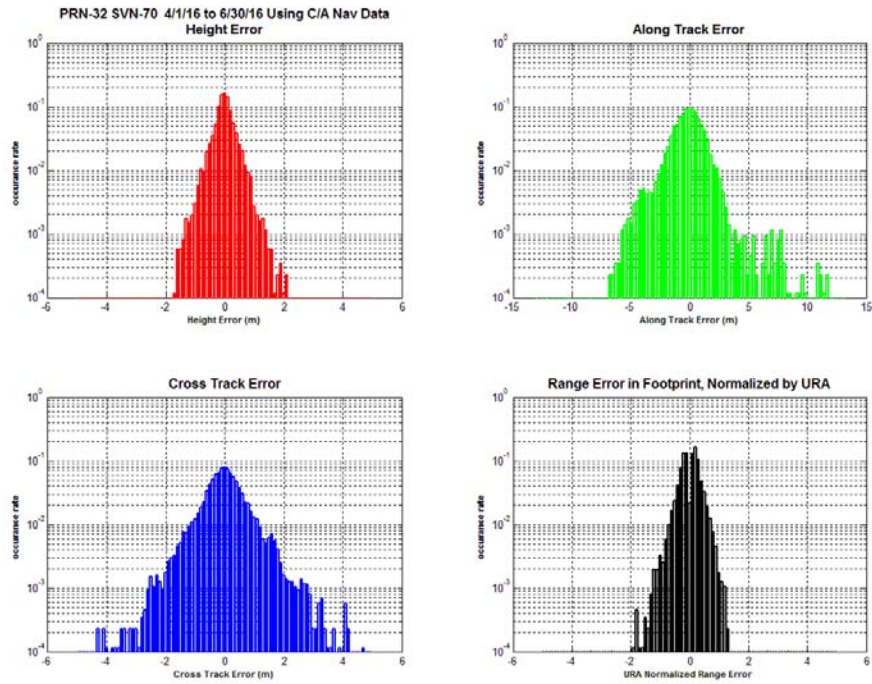 PRN-32 SVN-70 4/1/16 to 6/30/16 Using C/A Nav Data
Height Error
10^0
10^-1
10^-2
10^-3
10^-4
occurance rate
-6 -4 -2 0 2 4 6
Height Error (m)
Along Track Error
10^0
10^-1
10^-2
10^-3
10^-4
occurance rate
-15 -10 -5 0 5 10 15
Along Track Error (m)
Cross Track Error
10^0
10^-1
10^-2
10^-3
10^-4
occurance rate
-6 -4 -2 0 2 4 6
Cross Track Error (m)
Range Error in Footprint, Normalized by URA
10^0
10^-1
10^-2
10^-3
10^-4
occurance rate
-6 -4 -2 0 2 4 6
URA Normalized Range Error